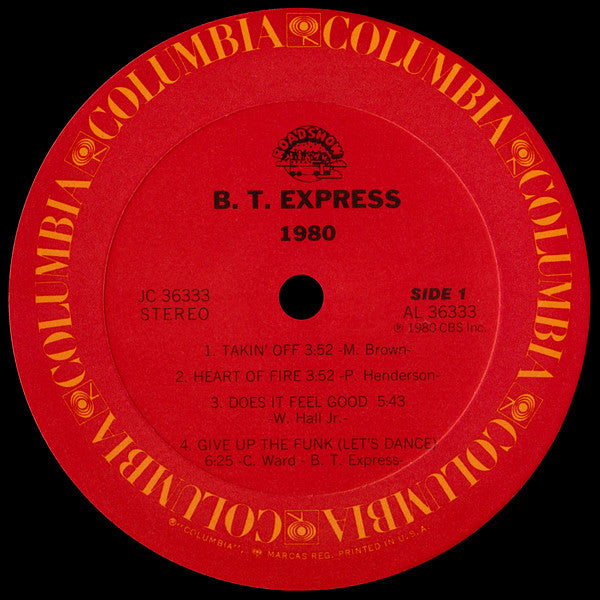 COLUMBIA COLUMBIA COLUMBIA COLUMBIA COLUMBIA COLUMBIA COLUMBIA COLUMBIA
ROADSHOW
B. T. EXPRESS
1980
JC 36333
STEREO
SIDE 1
AL 36333
℗ 1980 CBS Inc.
1. TAKIN' OFF 3:52 -M. Brown-
2. HEART OF FIRE 3:52 -P. Henderson-
3. DOES IT FEEL GOOD 5:43
W. Hall Jr.-
4. GIVE UP THE FUNK (LET'S DANCE)
6:25 -C. Ward - B. T. Express-
®"COLUMBIA", MARCAS REG. PRINTED IN U.S.A.